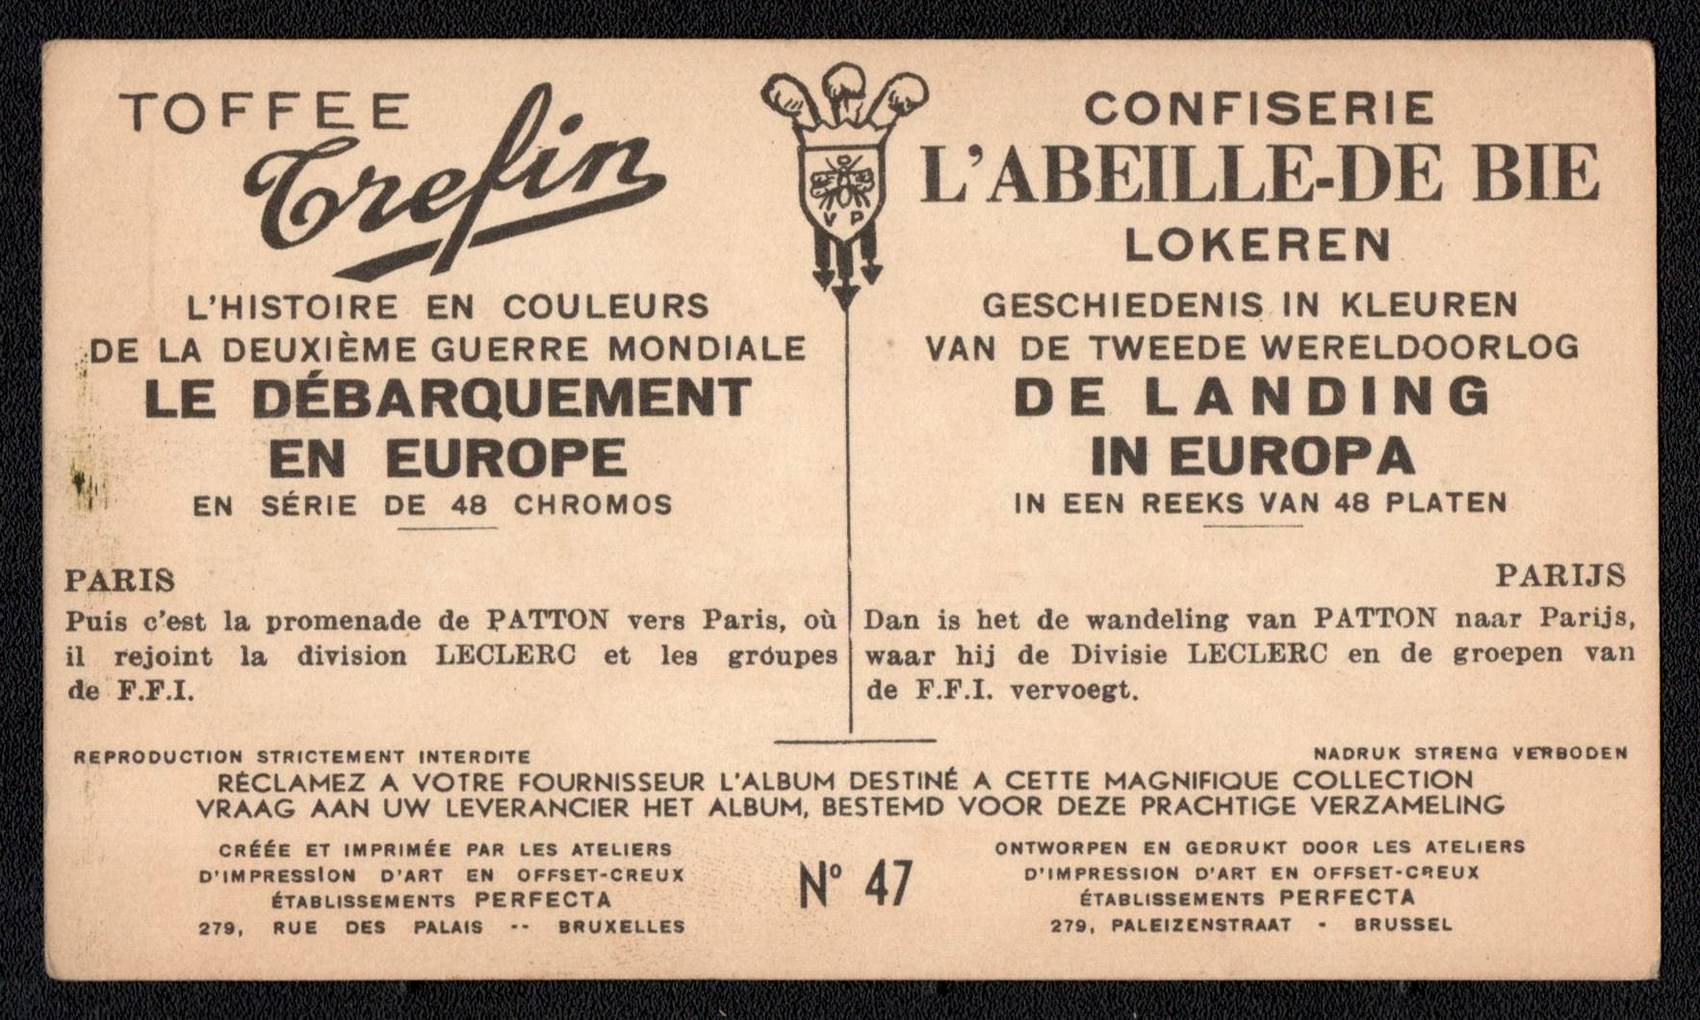 TOFFEE
Trefin
L'HISTOIRE EN COULEURS
DE LA DEUXIÈME GUERRE MONDIALE
LE DÉBARQUEMENT
EN EUROPE
EN SÉRIE DE 48 CHROMOS
PARIS
Puis c'est la promenade de PATTON vers Paris, où
il rejoint la division LECLERC et les groupes
de F.F.I.
V P
CONFISERIE
L'ABEILLE-DE BIE
LOKEREN
GESCHIEDENIS IN KLEUREN
VAN DE TWEEDE WERELDOORLOG
DE LANDING
IN EUROPA
IN EEN REEKS VAN 48 PLATEN
PARIJS
Dan is het de wandeling van PATTON naar Parijs,
waar hij de Divisie LECLERC en de groepen van
de F.F.I. vervoegt.
REPRODUCTION STRICTEMENT INTERDITE
NADRUK STRENG VERBODEN
RÉCLAMEZ A VOTRE FOURNISSEUR L'ALBUM DESTINÉ A CETTE MAGNIFIQUE COLLECTION
VRAAG AAN UW LEVERANCIER HET ALBUM, BESTEMD VOOR DEZE PRACHTIGE VERZAMELING
CRÉÉE ET IMPRIMÉE PAR LES ATELIERS
D'IMPRESSION D'ART EN OFFSET-CREUX
ÉTABLISSEMENTS PERFECTA
279, RUE DES PALAIS -- BRUXELLES
Nº 47
ONTWORPEN EN GEDRUKT DOOR LES ATELIERS
D'IMPRESSION D'ART EN OFFSET-CREUX
ÉTABLISSEMENTS PERFECTA
279, PALEIZENSTRAAT - BRUSSEL